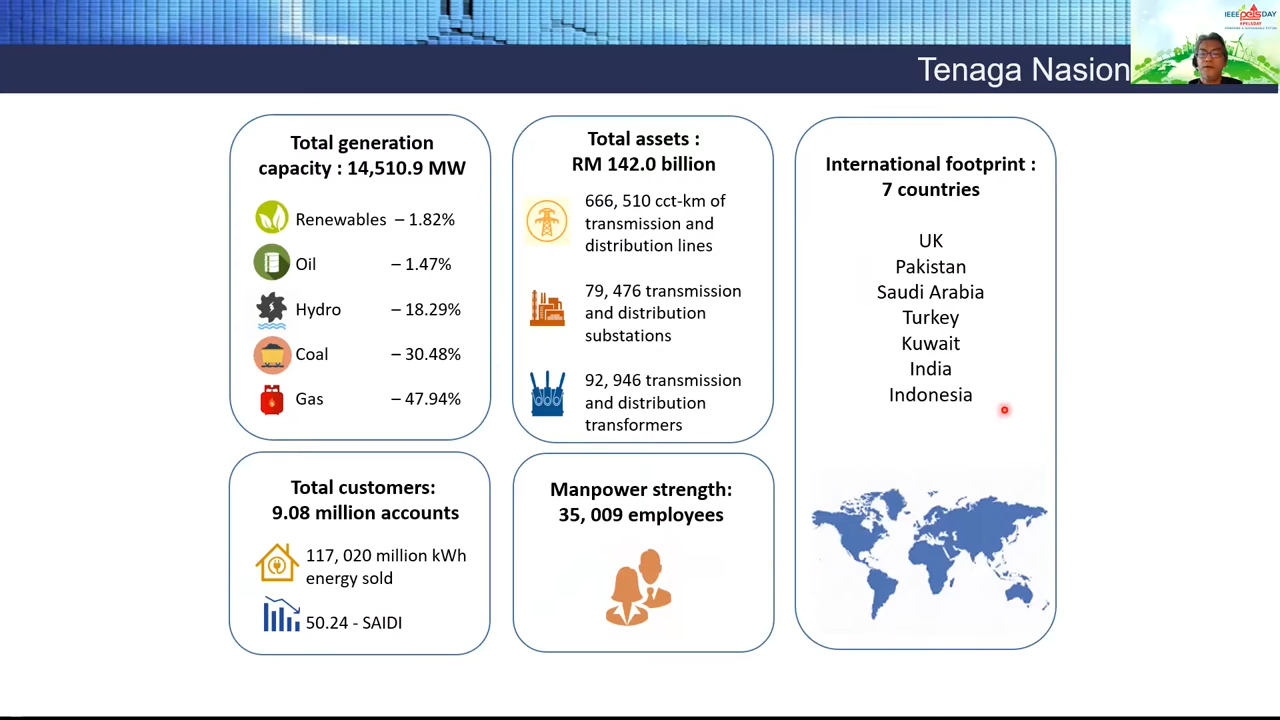 Tenaga Nasion
IEEE pels DAY
#PELSDAY
Total generation
capacity : 14,510.9 MW
Renewables – 1.82%
Oil – 1.47%
Hydro – 18.29%
Coal – 30.48%
Gas – 47.94%
Total assets :
RM 142.0 billion
666, 510 cct-km of
transmission and
distribution lines
79, 476 transmission
and distribution
substations
92, 946 transmission
and distribution
transformers
International footprint :
7 countries
UK
Pakistan
Saudi Arabia
Turkey
Kuwait
India
Indonesia
Total customers:
9.08 million accounts
117, 020 million kWh
energy sold
50.24 - SAIDI
Manpower strength:
35, 009 employees